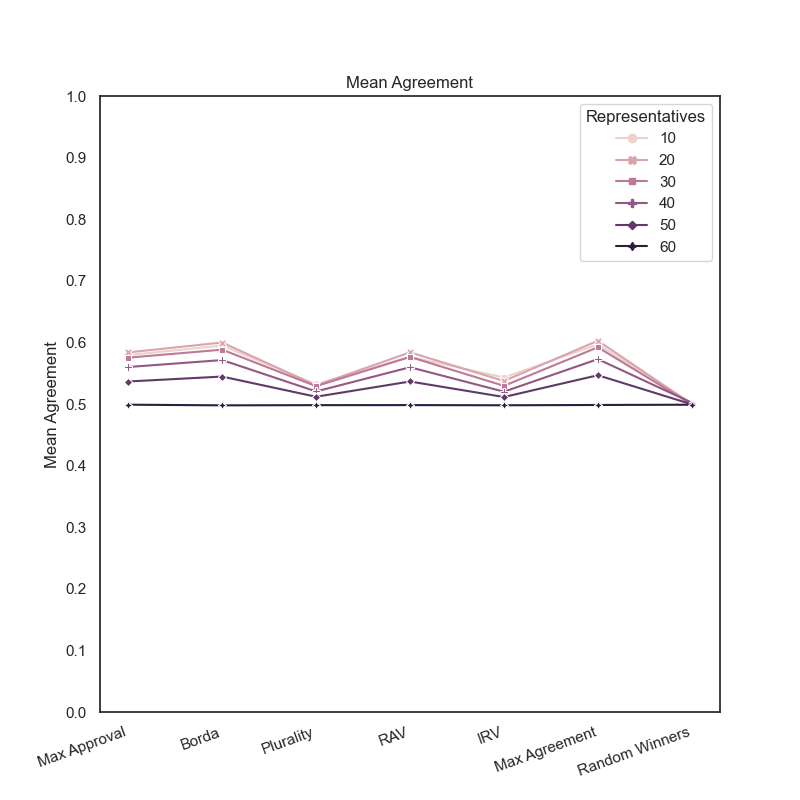 Mean Agreement
Representatives
10
20
30
40
50
60
1.0
0.9
0.8
0.7
0.6
0.5
0.4
0.3
0.2
0.1
0.0
Mean Agreement
Max Approval
Borda
Plurality
RAV
IRV
Max Agreement
Random Winners